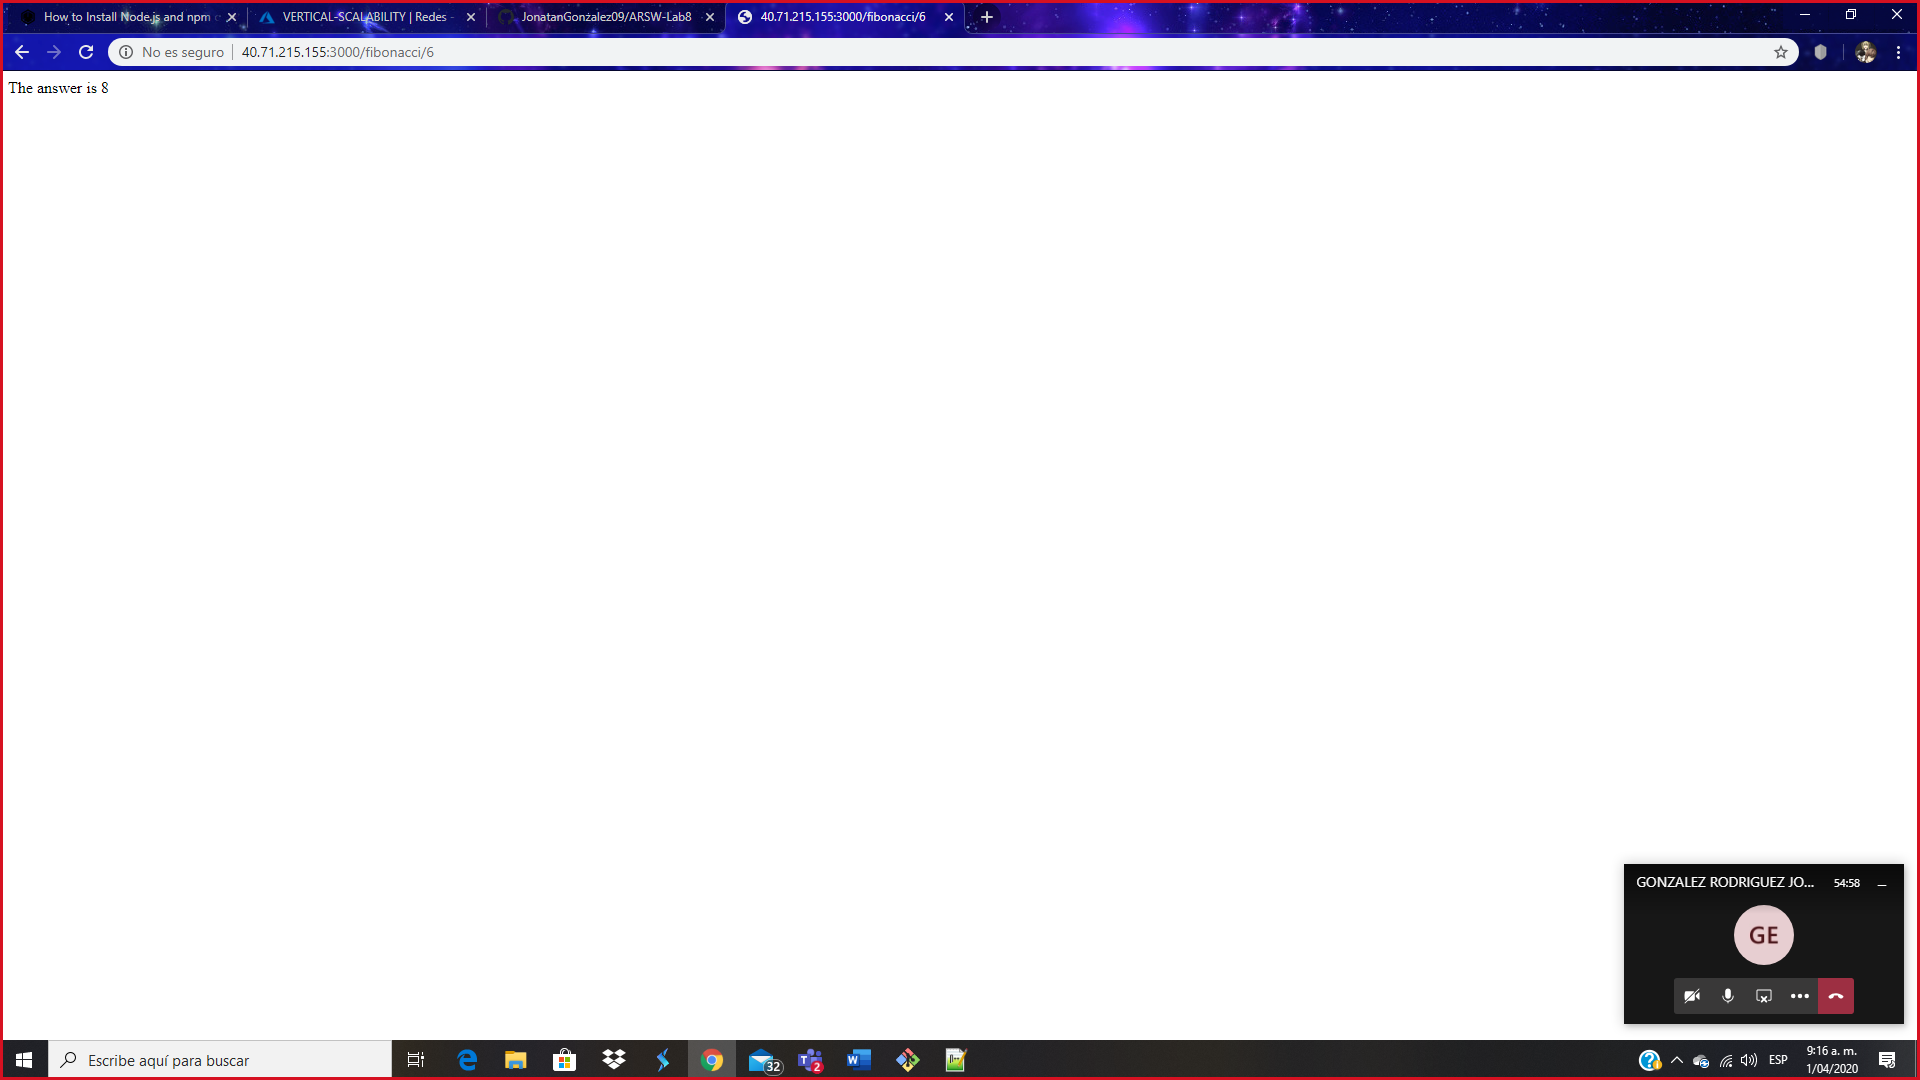 How to Install Node.js and npm
VERTICAL-SCALABILITY | Redes -
JonatanGonzalez09/ARSW-Lab8
40.71.215.155:3000/fibonacci/6
No es seguro
40.71.215.155:3000/fibonacci/6
The answer is 8
GONZALEZ RODRIGUEZ JO...
54:58
GE
Escribe aquí para buscar
32
2
ESP
9:16 a. m.
1/04/2020